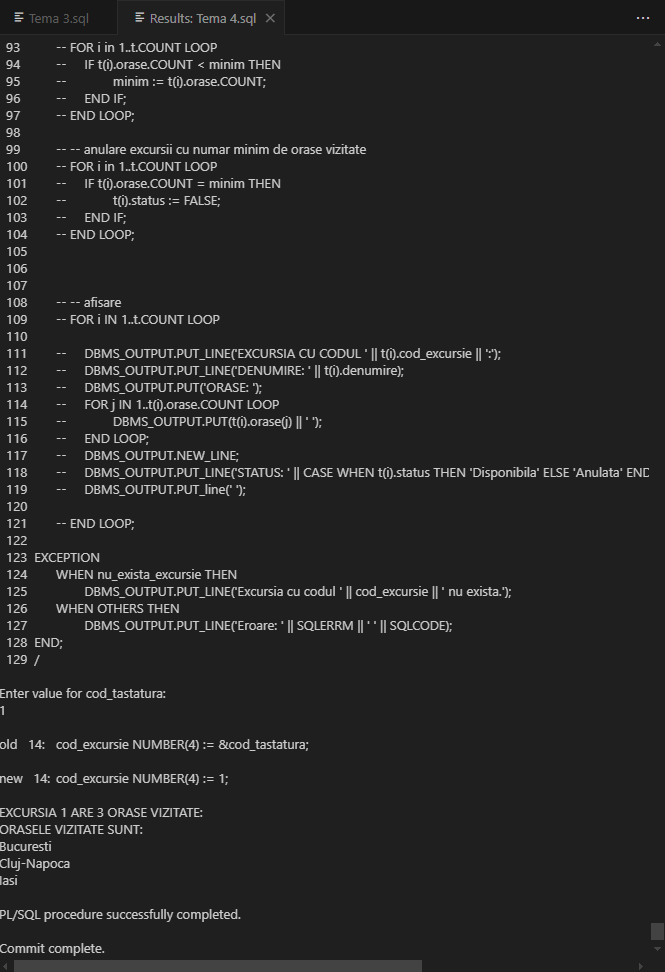 Tema 3.sql
Results: Tema 4.sql
93 -- FOR i in 1..t.COUNT LOOP
94 -- IF t(i).orase.COUNT < minim THEN
95 -- minim := t(i).orase.COUNT;
96 -- END IF;
97 -- END LOOP;
98
99 -- -- anulare excursii cu numar minim de orase vizitate
100 -- FOR i in 1..t.COUNT LOOP
101 -- IF t(i).orase.COUNT = minim THEN
102 -- t(i).status := FALSE;
103 -- END IF;
104 -- END LOOP;
105
106
107
108 -- -- afisare
109 -- FOR i IN 1..t.COUNT LOOP
110
111 -- DBMS_OUTPUT.PUT_LINE('EXCURSIA CU CODUL ' || t(i).cod_excursie || ':');
112 -- DBMS_OUTPUT.PUT_LINE('DENUMIRE: ' || t(i).denumire);
113 -- DBMS_OUTPUT.PUT('ORASE: ');
114 -- FOR j IN 1..t(i).orase.COUNT LOOP
115 -- DBMS_OUTPUT.PUT(t(i).orase(j) || ' ');
116 -- END LOOP;
117 -- DBMS_OUTPUT.NEW_LINE;
118 -- DBMS_OUTPUT.PUT_LINE('STATUS: ' || CASE WHEN t(i).status THEN 'Disponibila' ELSE 'Anulata' END
119 -- DBMS_OUTPUT.PUT_line(' ');
120
121 -- END LOOP;
122
123 EXCEPTION
124 WHEN nu_exista_excursie THEN
125 DBMS_OUTPUT.PUT_LINE('Excursia cu codul ' || cod_excursie || ' nu exista.');
126 WHEN OTHERS THEN
127 DBMS_OUTPUT.PUT_LINE('Eroare: ' || SQLERRM || ' ' || SQLCODE);
128 END;
129 /
Enter value for cod_tastatura:
1
old 14: cod_excursie NUMBER(4) := &cod_tastatura;
new 14: cod_excursie NUMBER(4) := 1;
EXCURSIA 1 ARE 3 ORASE VIZITATE:
ORASELE VIZITATE SUNT:
Bucuresti
Cluj-Napoca
Iasi
PL/SQL procedure successfully completed.
Commit complete.